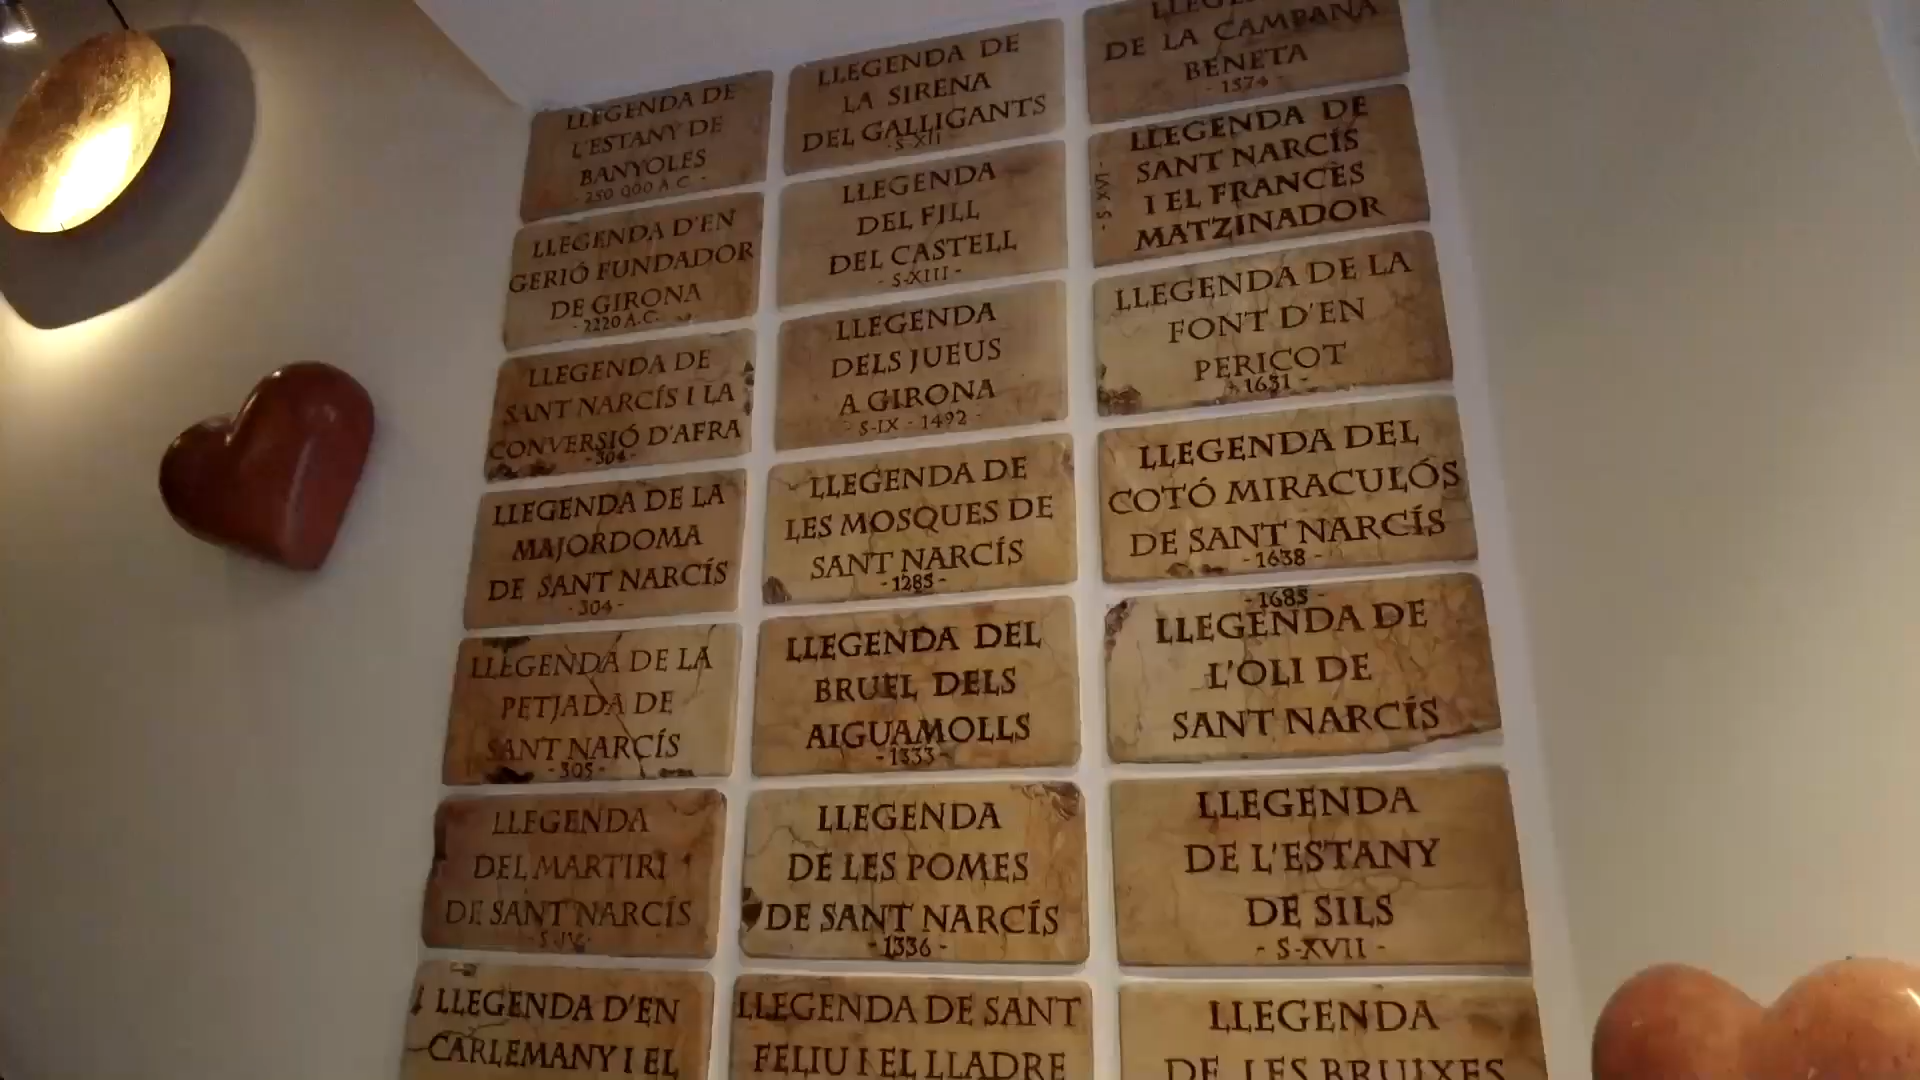 LLEGENDA DE
L'ESTANY DE
BANYOLES
- 250 000 A.C. -
LLEGENDA D'EN
GERIÓ FUNDADOR
DE GIRONA
- 2220 A.C. -
LLEGENDA DE
SANT NARCÍS I LA
CONVERSIÓ D'AFRA
- 304 -
LLEGENDA DE LA
MAJORDOMA
DE SANT NARCÍS
- 304 -
LLEGENDA DE LA
PETJADA DE
SANT NARCÍS
- 305 -
LLEGENDA
DEL MARTIRI
DE SANT NARCÍS
- S-IV -
LLEGENDA D'EN
CARLEMANY I EL
LLEGENDA DE
LA SIRENA
DEL GALLIGANTS
- S-XII -
LLEGENDA
DEL FILL
DEL CASTELL
- S-XIII -
LLEGENDA
DELS JUEUS
A GIRONA
- S-IX - 1492 -
LLEGENDA DE
LES MOSQUES DE
SANT NARCÍS
- 1285 -
LLEGENDA DEL
BRUEL DELS
AIGUAMOLLS
- 1333 -
LLEGENDA
DE LES POMES
DE SANT NARCÍS
- 1336 -
LLEGENDA DE SANT
FELIU I EL LLADRE
LLEGENDA
DE LA CAMPANA
BENETA
- 1574 -
LLEGENDA DE
SANT NARCÍS
I EL FRANCÈS
MATZINADOR
- S-XVI -
LLEGENDA DE LA
FONT D'EN
PERICOT
- 1631 -
LLEGENDA DEL
COTÓ MIRACULÓS
DE SANT NARCÍS
- 1638 -
- 1685 -
LLEGENDA DE
L'OLI DE
SANT NARCÍS
LLEGENDA
DE L'ESTANY
DE SILS
- S-XVII -
LLEGENDA
DE LES BRUIXES